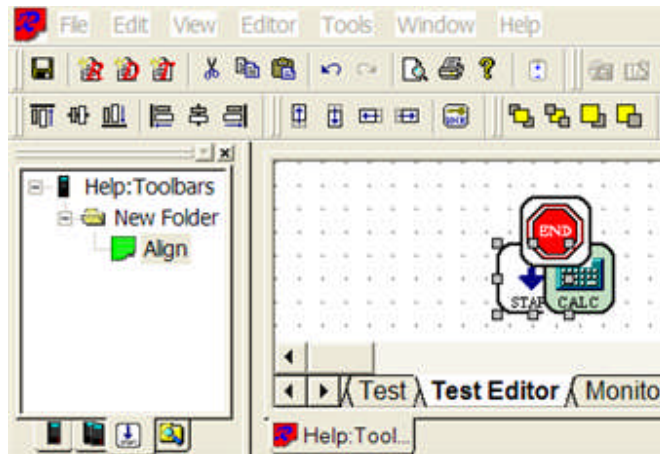 File Edit View Editor Tools Window Help
R D T ?
Help:Toolbars
New Folder
Align
END
CALC
Test Test Editor Monito
Help:Tool...